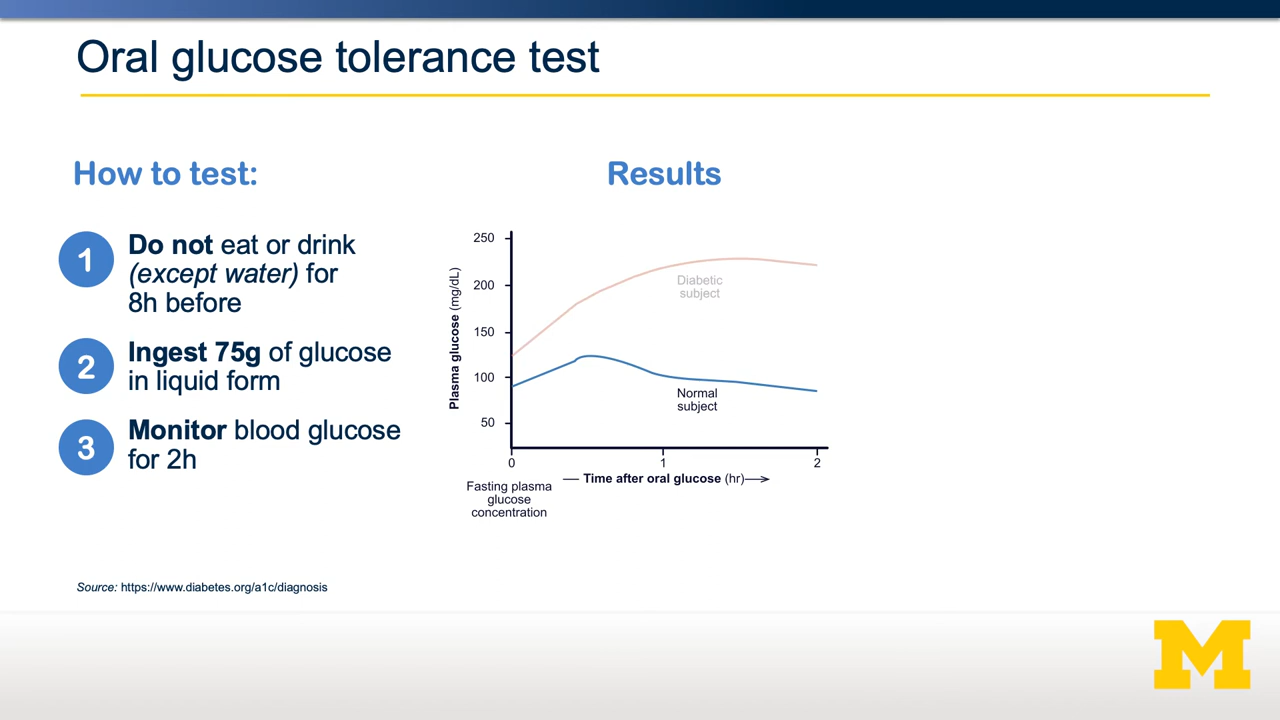 Oral glucose tolerance test
How to test:
1
Do not eat or drink
(except water) for
8h before
2
Ingest 75g of glucose
in liquid form
3
Monitor blood glucose
for 2h
Results
Plasma glucose (mg/dL)
250
200
150
100
50
Diabetic
subject
Normal
subject
0
1
2
Fasting plasma
glucose
concentration
Time after oral glucose (hr)
Source: https://www.diabetes.org/a1c/diagnosis
M